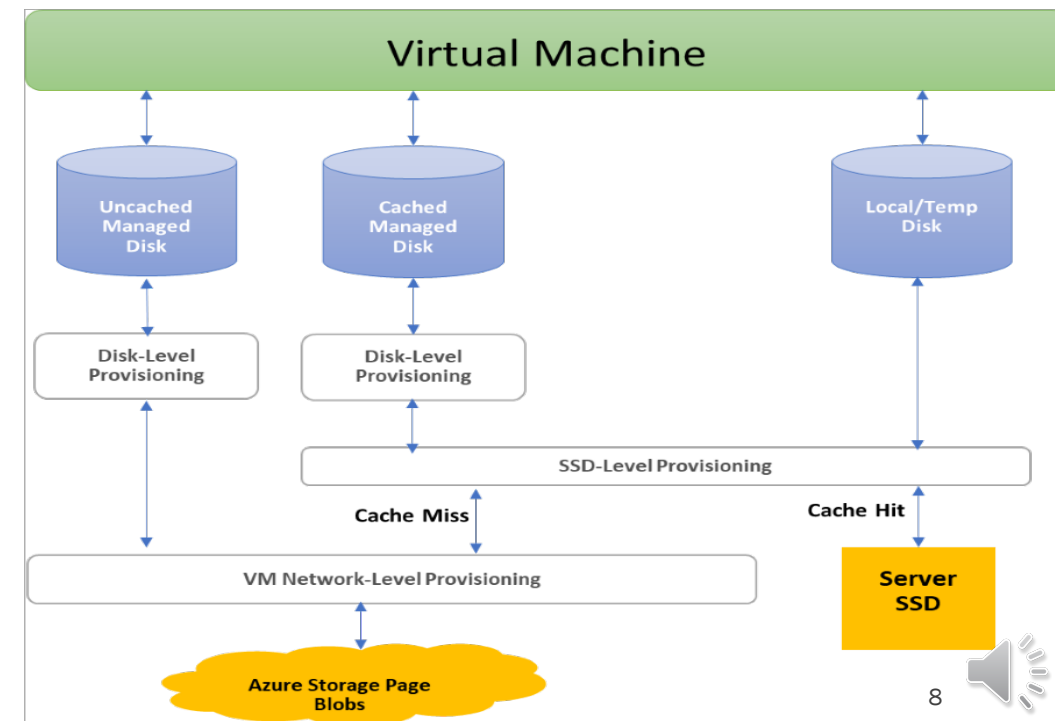 Virtual Machine
Uncached
Managed
Disk
Cached
Managed
Disk
Local/Temp
Disk
Disk-Level
Provisioning
Disk-Level
Provisioning
SSD-Level Provisioning
Cache Miss
Cache Hit
VM Network-Level Provisioning
Server
SSD
Azure Storage Page
Blobs
8